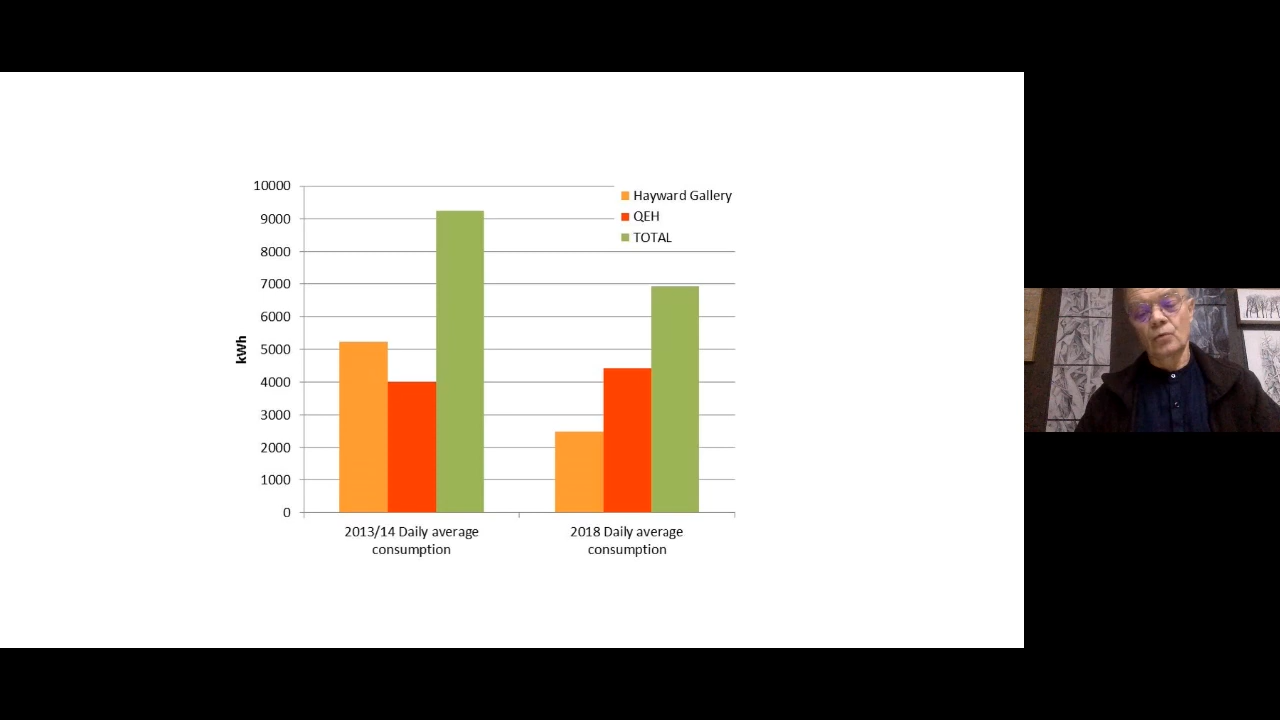 10000
9000
8000
7000
6000
5000
4000
3000
2000
1000
0
kWh
Hayward Gallery
QEH
TOTAL
2013/14 Daily average
consumption
2018 Daily average
consumption